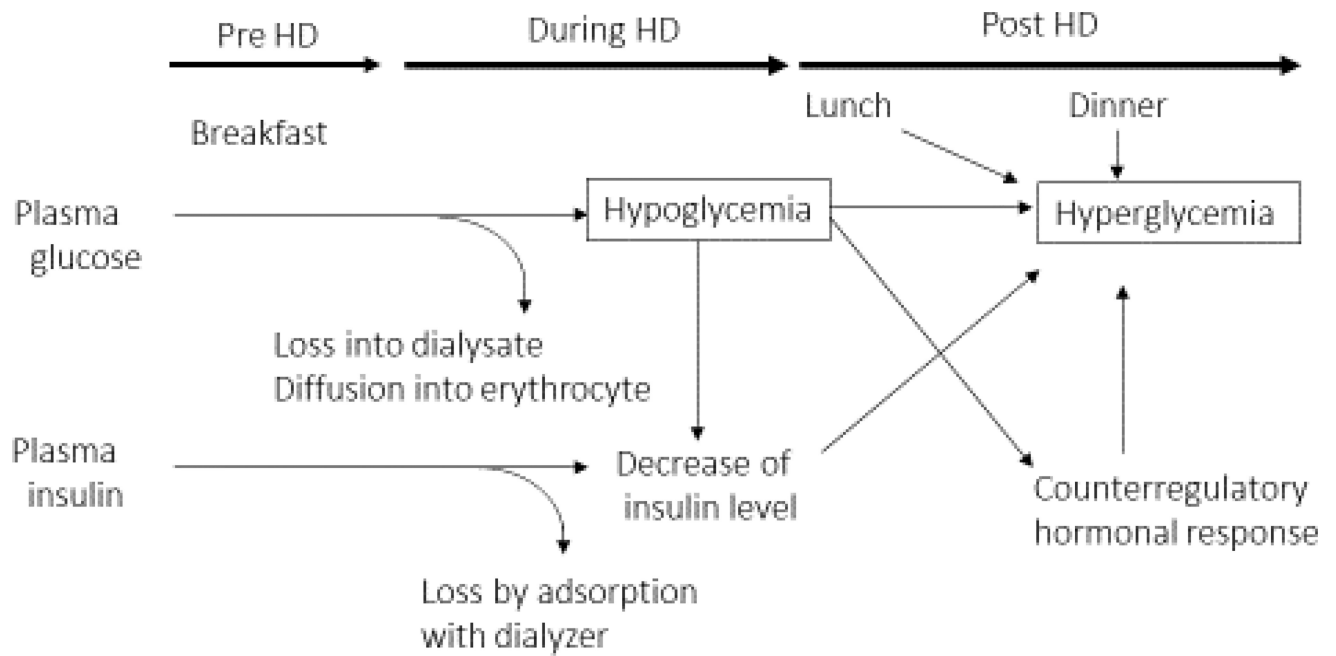 Pre HD
During HD
Post HD
Breakfast
Lunch
Dinner
Plasma
glucose
Hypoglycemia
Hyperglycemia
Loss into dialysate
Diffusion into erythrocyte
Plasma
insulin
Decrease of
insulin level
Counterregulatory
hormonal response
Loss by adsorption
with dialyzer